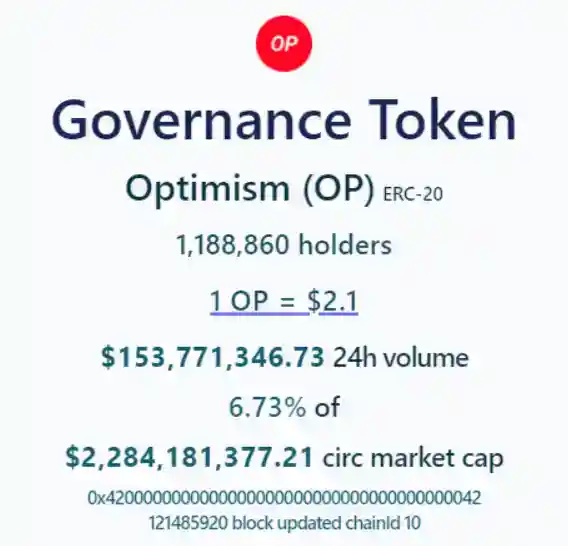 OP
Governance Token
Optimism (OP) ERC-20
1,188,860 holders
1 OP = $2.1
$153,771,346.73 24h volume
6.73% of
$2,284,181,377.21 circ market cap
0x4200000000000000000000000000000000000042
121485920 block updated chainId 10